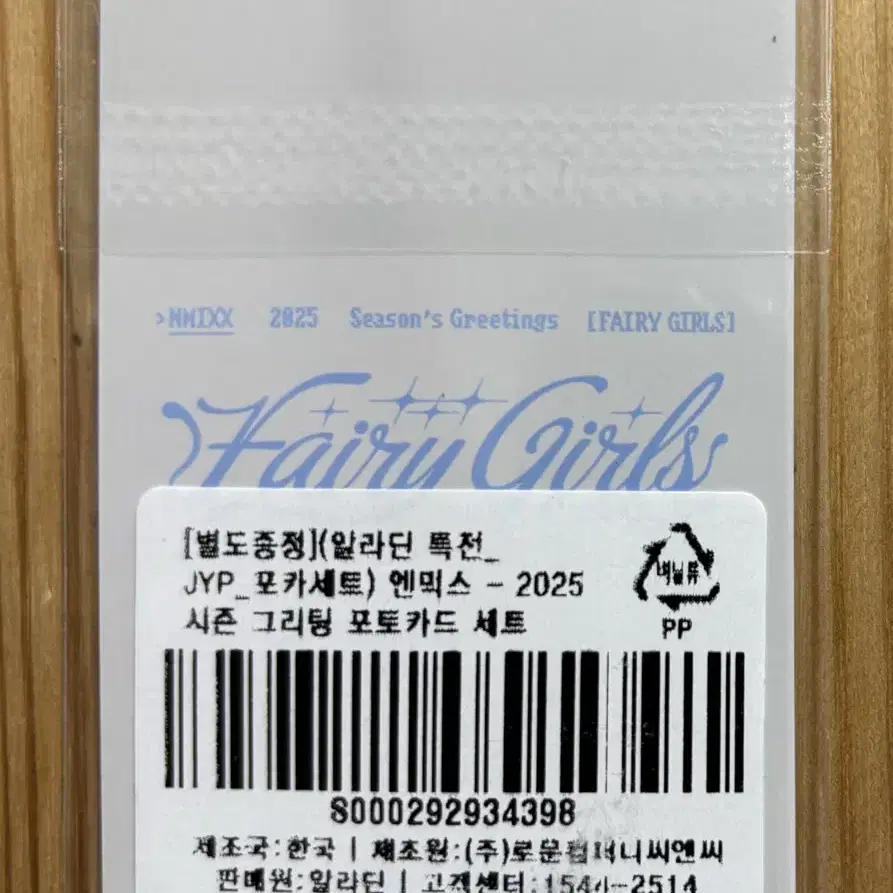 >NMIXX 2025 Season's Greetings [FAIRY GIRLS]
Fairy Girls
[별도증정](알라딘 특전_
JYP_포카세트) 엔믹스 - 2025
시즌 그리팅 포토카드 세트
비닐류
PP
S000292934398
제조국:한국 | 제조원:(주)로운컴퍼니씨앤씨
판매원:알라딘 | 고객센터:1544-2514